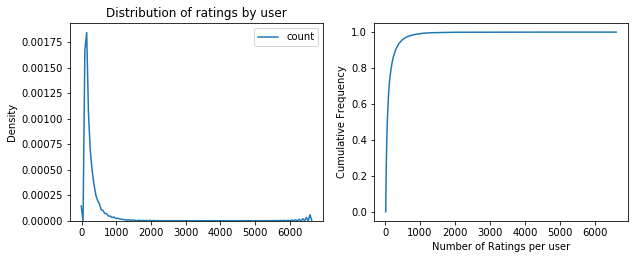 Distribution of ratings by user
count
Density
0.00175
0.00150
0.00125
0.00100
0.00075
0.00050
0.00025
0.00000
0 1000 2000 3000 4000 5000 6000
Cumulative Frequency
1.0
0.8
0.6
0.4
0.2
0.0
0 1000 2000 3000 4000 5000 6000
Number of Ratings per user